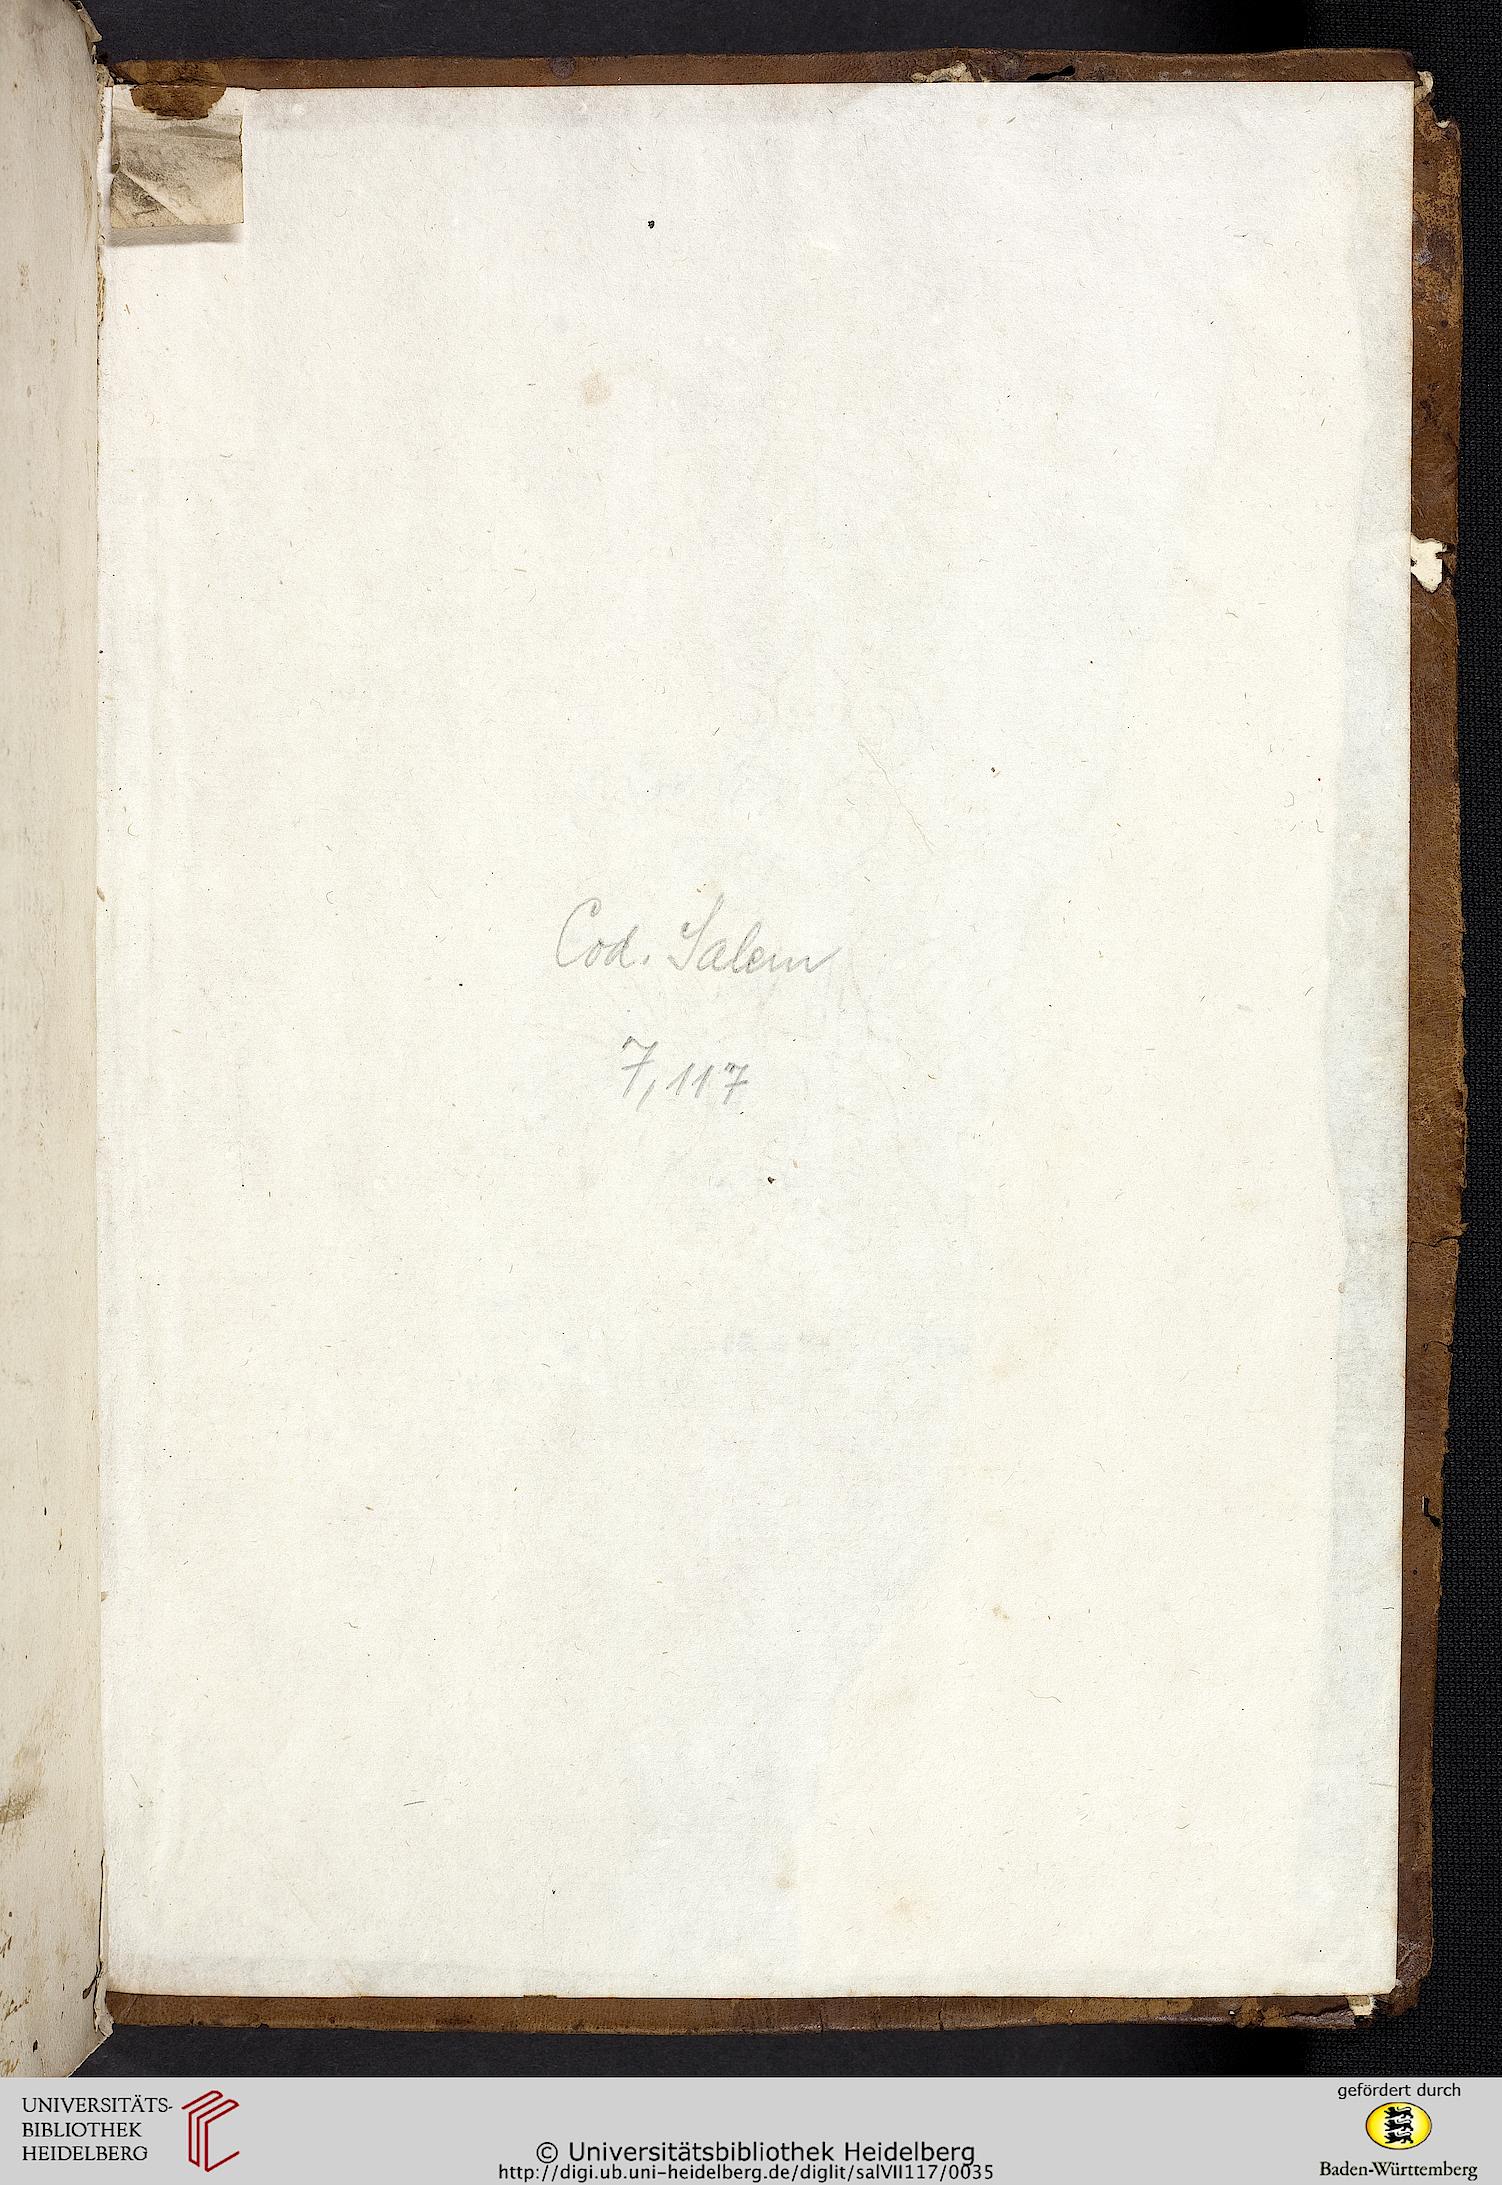 Cod. Salem
7,117
UNIVERSITÄTS-
BIBLIOTHEK
HEIDELBERG
© Universitätsbibliothek Heidelberg
http://digi.ub.uni-heidelberg.de/diglit/salVII117/0035
gefördert durch
Baden-Württemberg